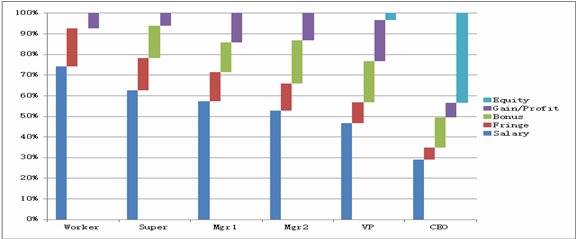 100%
90%
80%
70%
60%
50%
40%
30%
20%
10%
0%
Worker Super Mgr1 Mgr2 VP CEO
Equity
Gain/Profit
Bonus
Fringe
Salary